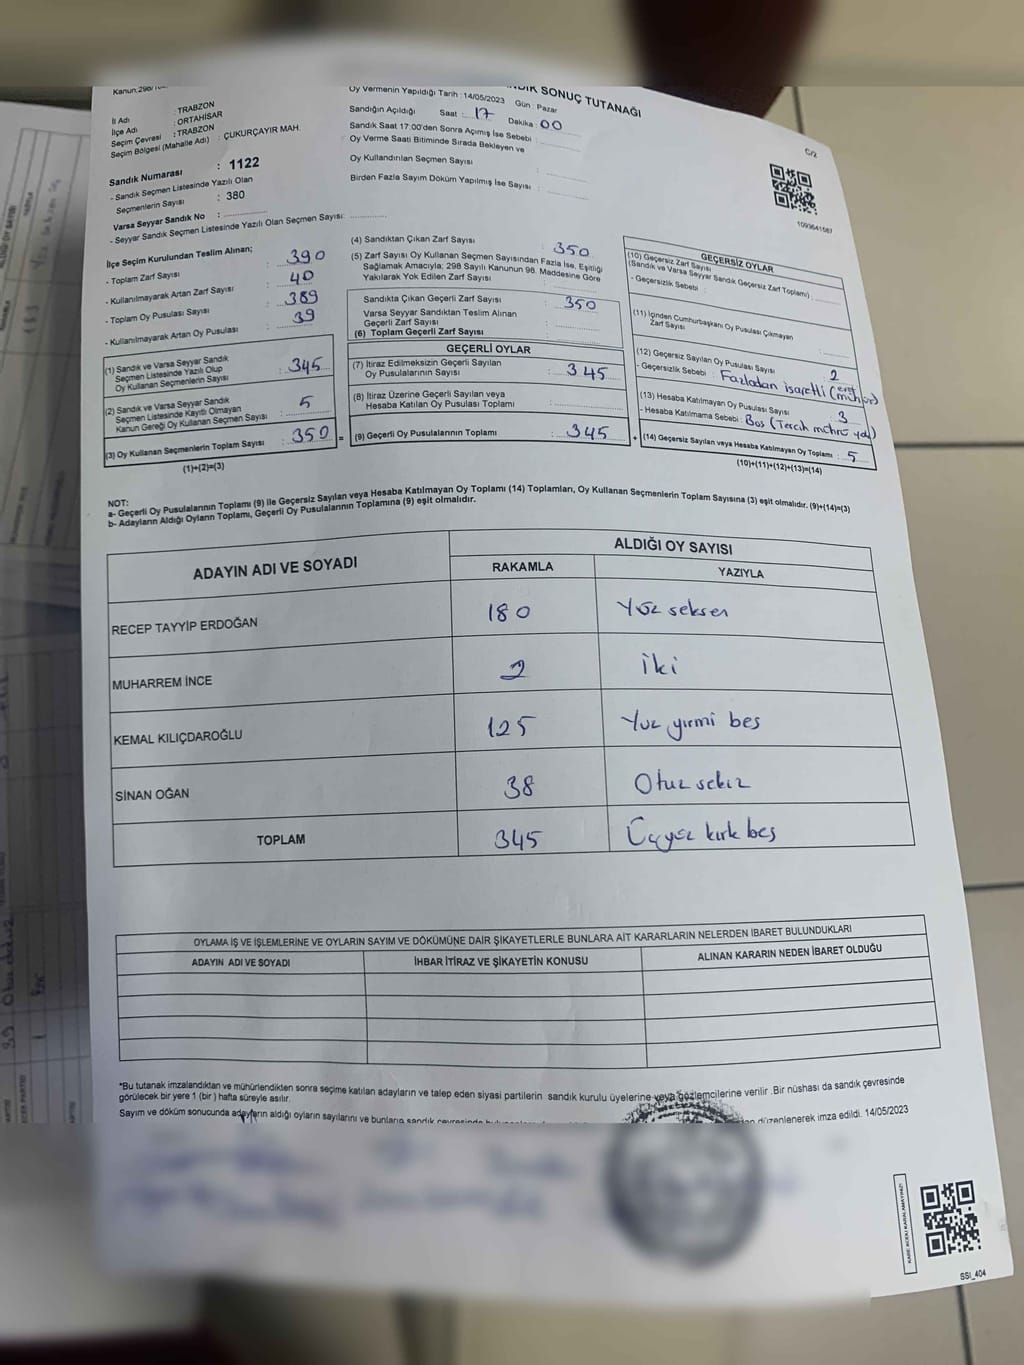 SONUÇ TUTANAĞI
Oy Vermenin Yapıldığı Tarih : 14/05/2023 Gün : Pazar
İl Adı : TRABZON
İlçe Adı : ORTAHİSAR
Seçim Çevresi : TRABZON
Seçim Bölgesi (Mahalle Adı) : ÇUKURÇAYIR MAH.
Sandığın Açıldığı Saat : 17 Dakika : 00
Sandık Saat 17:00'den Sonra Açımış İse Sebebi :
Oy Verme Saati Bitiminde Sırada Bekleyen ve
Oy Kullandırılan Seçmen Sayısı :
Birden Fazla Sayım Döküm Yapılmış İse Sayısı :
C/2
1093641587
Sandık Numarası : 1122
- Sandık Seçmen Listesinde Yazılı Olan
Seçmenlerin Sayısı : 380
Varsa Seyyar Sandık No :
- Seyyar Sandık Seçmen Listesinde Yazılı Olan Seçmen Sayısı:
İlçe Seçim Kurulundan Teslim Alınan;
- Toplam Zarf Sayısı : 390
- Kullanılmayarak Artan Zarf Sayısı : 40
- Toplam Oy Pusulası Sayısı : 389
- Kullanılmayarak Artan Oy Pusulası : 39
(1) Sandık ve Varsa Seyyar Sandık
Seçmen Listesinde Yazılı Olup
Oy Kullanan Seçmenlerin Sayısı : 345
(2) Sandık ve Varsa Seyyar Sandık
Seçmen Listesinde Kayıtlı Olmayan
Kanun Gereği Oy Kullanan Seçmen Sayısı : 5
(3) Oy Kullanan Seçmenlerin Toplam Sayısı : 350
(1)+(2)=(3)
(4) Sandıktan Çıkan Zarf Sayısı : 350
(5) Zarf Sayısı Oy Kullanan Seçmen Sayısından Fazla İse, Eşitliği
Sağlamak Amacıyla; 298 Sayılı Kanunun 98. Maddesine Göre
Yakılarak Yok Edilen Zarf Sayısı :
Sandıkta Çıkan Geçerli Zarf Sayısı : 350
Varsa Seyyar Sandıktan Teslim Alınan
Geçerli Zarf Sayısı :
(6) Toplam Geçerli Zarf Sayısı :
GEÇERLİ OYLAR
(7) İtiraz Edilmeksizin Geçerli Sayılan
Oy Pusulalarının Sayısı : 345
(8) İtiraz Üzerine Geçerli Sayılan veya
Hesaba Katılan Oy Pusulası Toplamı :
= (9) Geçerli Oy Pusulalarının Toplamı : 345
GEÇERSİZ OYLAR
(10) Geçersiz Zarf Sayısı
(Sandık ve Varsa Seyyar Sandık Geçersiz Zarf Toplamı) :
- Geçersizlik Sebebi :
(11) İçinden Cumhurbaşkanı Oy Pusulası Çıkmayan
Zarf Sayısı :
(12) Geçersiz Sayılan Oy Pusulası Sayısı : 2
- Geçersizlik Sebebi : Fazladan işaretli (evet mühür)
(13) Hesaba Katılmayan Oy Pusulası Sayısı : 3
- Hesaba Katılmama Sebebi : Boş (Tercih mührü yok)
+ (14) Geçersiz Sayılan veya Hesaba Katılmayan Oy Toplamı : 5
(10)+(11)+(12)+(13)=(14)
NOT:
a- Geçerli Oy Pusulalarının Toplamı (9) ile Geçersiz Sayılan veya Hesaba Katılmayan Oy Toplamı (14) Toplamları, Oy Kullanan Seçmenlerin Toplam Sayısına (3) eşit olmalıdır. (9)+(14)=(3)
b- Adayların Aldığı Oyların Toplamı, Geçerli Oy Pusulalarının Toplamına (9) eşit olmalıdır.
ADAYIN ADI VE SOYADI ALDIĞI OY SAYISI
RAKAMLA YAZIYLA
RECEP TAYYİP ERDOĞAN 180 Yüz seksen
MUHARREM İNCE 2 İki
KEMAL KILIÇDAROĞLU 125 Yüz yirmi beş
SİNAN OĞAN 38 Otuz sekiz
TOPLAM 345 Üçyüz kırk beş
OYLAMA İŞ VE İŞLEMLERİNE VE OYLARIN SAYIM VE DÖKÜMÜNE DAİR ŞİKAYETLERLE BUNLARA AİT KARARLARIN NELERDEN İBARET BULUNDUKLARI
ADAYIN ADI VE SOYADI İHBAR İTİRAZ VE ŞİKAYETİN KONUSU ALINAN KARARIN NEDEN İBARET OLDUĞU
*Bu tutanak imzalandıktan ve mühürlendikten sonra seçime katılan adayların ve talep eden siyasi partilerin sandık kurulu üyelerine veya gözlemcilerine verilir .Bir nüshası da sandık çevresinde
görülecek bir yere 1 (bir ) hafta süreyle asılır.
Sayım ve döküm sonucunda adayların aldığı oyların sayılarını ve bunlara düzenlenerek imza edildi. 14/05/2023
KARE KODU KARALAMAYINIZ!
SSI_404